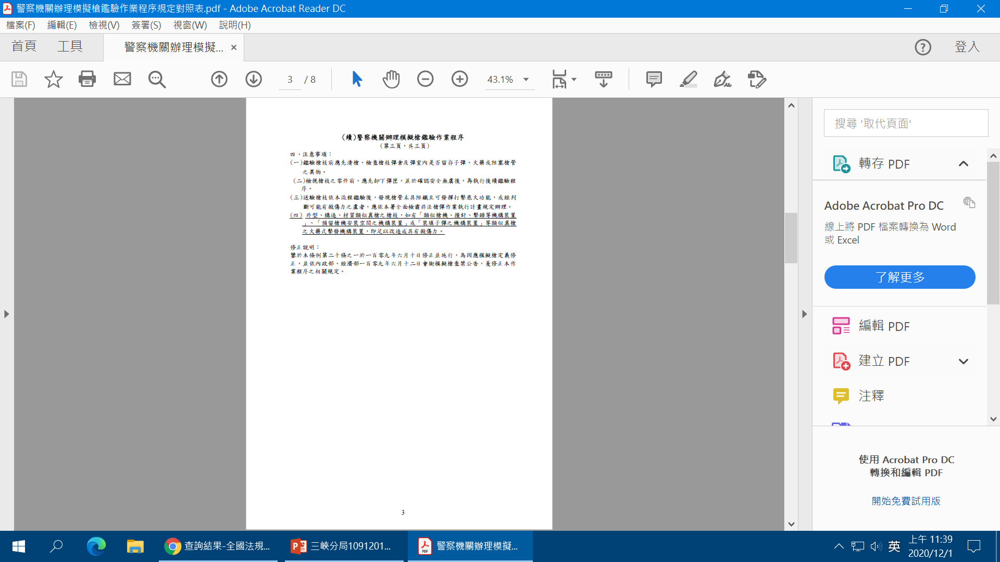 警察機關辦理模擬槍鑑驗作業程序規定對照表.pdf - Adobe Acrobat Reader DC
檔案(F) 編輯(E) 檢視(V) 簽署(S) 視窗(W) 說明(H)
首頁 工具 警察機關辦理模擬... × 登入
3 / 8 43.1%
(續)警察機關辦理模擬槍鑑驗作業程序
(第三頁，共三頁)
四、注意事項：
(一)鑑驗槍枝前應先清槍，檢查槍枝彈倉及彈室內是否留存子彈、火藥或阻塞槍管
之異物。
(二)檢視槍枝之零件前，應先卸下彈匣，並於確認安全無虞後，再執行後續鑑驗程
序。
(三)送驗槍枝依本流程鑑驗後，發現槍管未具阻鐵且可發揮打擊底火功能，或經判
斷可能有殺傷力之虞者，應依本署全面檢肅非法槍彈作業執行計畫規定辦理。
(四) 外型、構造、材質類似真槍之槍枝，如有「類似槍機、撞針、擊錘等機構裝置
」、「預留槍機安裝空間之機構裝置」或「裝填子彈之機構裝置」等類似真槍
之火藥式擊發機構裝置，即足以改造成具有殺傷力。
修正說明：
鑒於本條例第二十條之一於一百零九年六月十日修正並施行，為因應模擬槍定義修
正，並依內政部、經濟部一百零九年六月十二日會銜模擬槍查禁公告，爰修正本作
業程序之相關規定。
3
搜尋 '取代頁面'
轉存 PDF
Adobe Acrobat Pro DC
線上將 PDF 檔案轉換為 Word
或 Excel
了解更多
編輯 PDF
建立 PDF
注釋
使用 Acrobat Pro DC
轉換和編輯 PDF
開始免費試用版
查詢結果-全國法規... 三峽分局1091201... 警察機關辦理模擬... 英 上午 11:39
2020/12/1